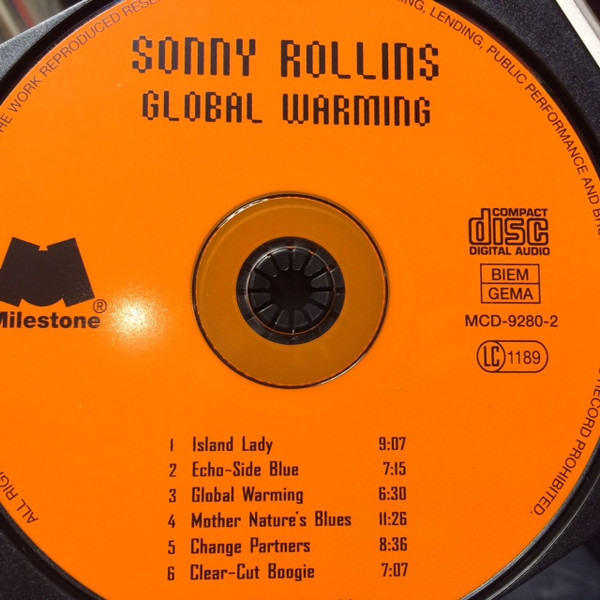 SONNY ROLLINS
GLOBAL WARMING
THE WORK REPRODUCED
LENDING, PUBLIC PERFORMANCE AND
COMPACT
disc
DIGITAL AUDIO
BIEM
GEMA
MCD-9280-2
LC 1189
Milestone®
1 Island Lady 9:07
2 Echo-Side Blue 7:15
3 Global Warming 6:30
4 Mother Nature's Blues 11:26
5 Change Partners 8:36
6 Clear-Cut Boogie 7:07
RECORD PROHIBITED.
ALL